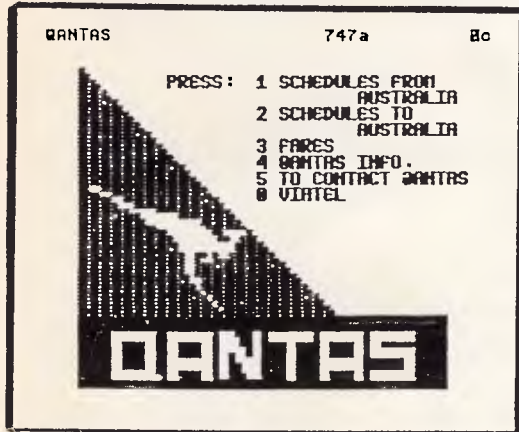 QANTAS 747a 0c
PRESS: 1 SCHEDULES FROM
AUSTRALIA
2 SCHEDULES TO
AUSTRALIA
3 FARES
4 QANTAS INFO.
5 TO CONTACT QANTAS
0 VIATEL
QANTAS